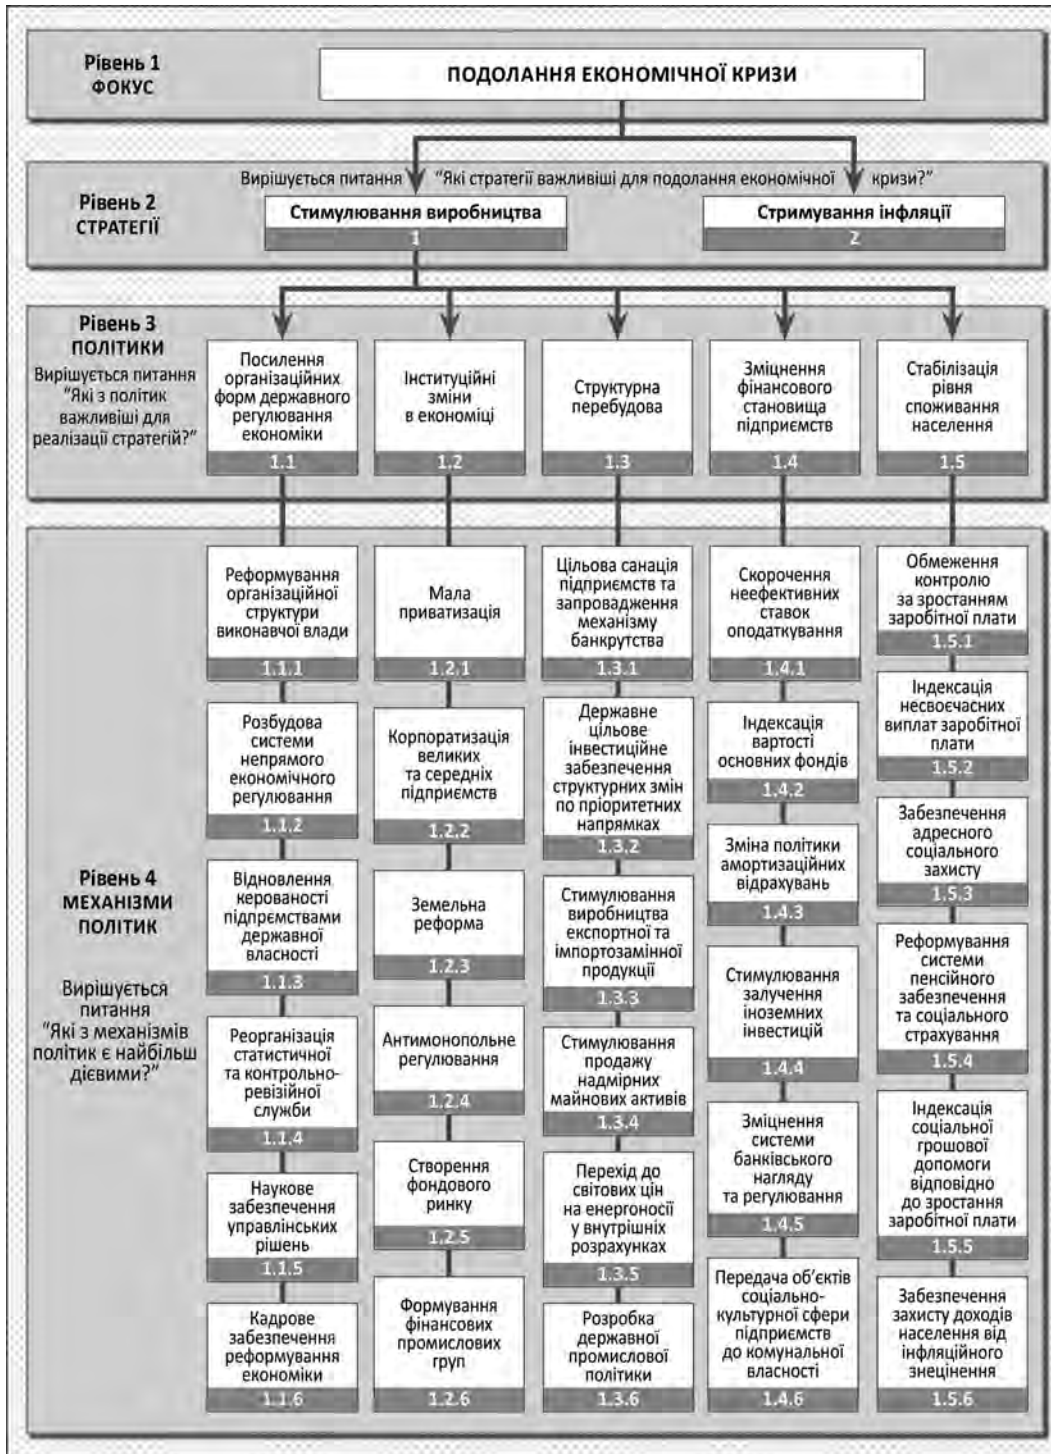 Рівень 1
ФОКУС
ПОДОЛАННЯ ЕКОНОМІЧНОЇ КРИЗИ
Вирішується питання "Які стратегії важливіші для подолання економічної кризи?"
Рівень 2
СТРАТЕГІЇ
Стимулювання виробництва
1
Стримування інфляції
2
Рівень 3
ПОЛІТИКИ
Вирішується питання
"Які з політик
важливіші для
реалізації стратегій?"
Посилення
організаційних
форм державного
регулювання
економіки
1.1
Інституційні
зміни
в економіці
1.2
Структурна
перебудова
1.3
Зміцнення
фінансового
становища
підприємств
1.4
Стабілізація
рівня
споживання
населення
1.5
Рівень 4
МЕХАНІЗМИ
ПОЛІТИК
Вирішується
питання
"Які з механізмів
політик є найбільш
дієвими?"
Реформування
організаційної
структури
виконавчої влади
1.1.1
Розбудова
системи
непрямого
економічного
регулювання
1.1.2
Відновлення
керованості
підприємствами
державної
власності
1.1.3
Реорганізація
статистичної
та контрольно-
ревізійної
служби
1.1.4
Наукове
забезпечення
управлінських
рішень
1.1.5
Кадрове
забезпечення
реформування
економіки
1.1.6
Мала
приватизація
1.2.1
Корпоратизація
великих
та середніх
підприємств
1.2.2
Земельна
реформа
1.2.3
Антимонопольне
регулювання
1.2.4
Створення
фондового
ринку
1.2.5
Формування
фінансових
промислових
груп
1.2.6
Цільова санація
підприємств та
запровадження
механізму
банкрутства
1.3.1
Державне
цільове
інвестиційне
забезпечення
структурних змін
по пріоритетних
напрямках
1.3.2
Стимулювання
виробництва
експортної та
імпортозамінної
продукції
1.3.3
Стимулювання
продажу
надмірних
майнових активів
1.3.4
Перехід до
світових цін
на енергоносії
у внутрішніх
розрахунках
1.3.5
Розробка
державної
промислової
політики
1.3.6
Скорочення
неефективних
ставок
оподаткування
1.4.1
Індексація
вартості
основних фондів
1.4.2
Зміна політики
амортизаційних
відрахувань
1.4.3
Стимулювання
залучення
іноземних
інвестицій
1.4.4
Зміцнення
системи
банківського
нагляду
та регулювання
1.4.5
Передача об'єктів
соціально-
культурної сфери
підприємств
до комунальної
власності
1.4.6
Обмеження
контролю
за зростанням
заробітної плати
1.5.1
Індексація
несвоєчасних
виплат заробітної
плати
1.5.2
Забезпечення
адресного
соціального
захисту
1.5.3
Реформування
системи
пенсійного
забезпечення
та соціального
страхування
1.5.4
Індексація
соціальної
грошової
допомоги
відповідно
до зростання
заробітної плати
1.5.5
Забезпечення
захисту доходів
населення від
інфляційного
знецінення
1.5.6